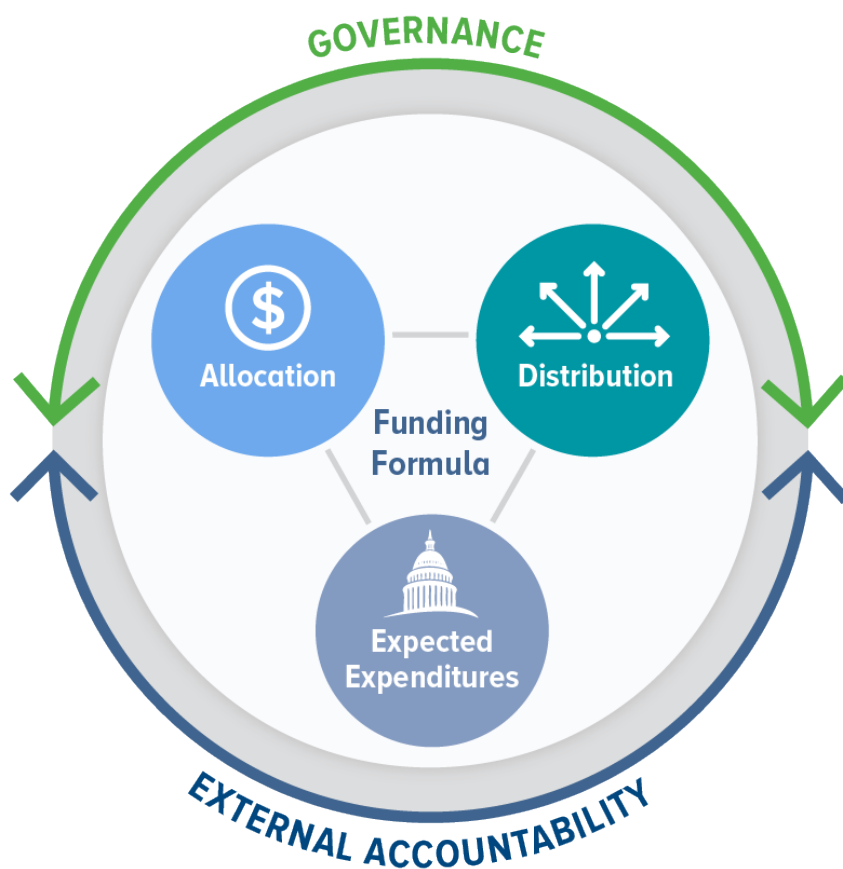 GOVERNANCE
$
Allocation
Distribution
Funding
Formula
Expected
Expenditures
EXTERNAL ACCOUNTABILITY